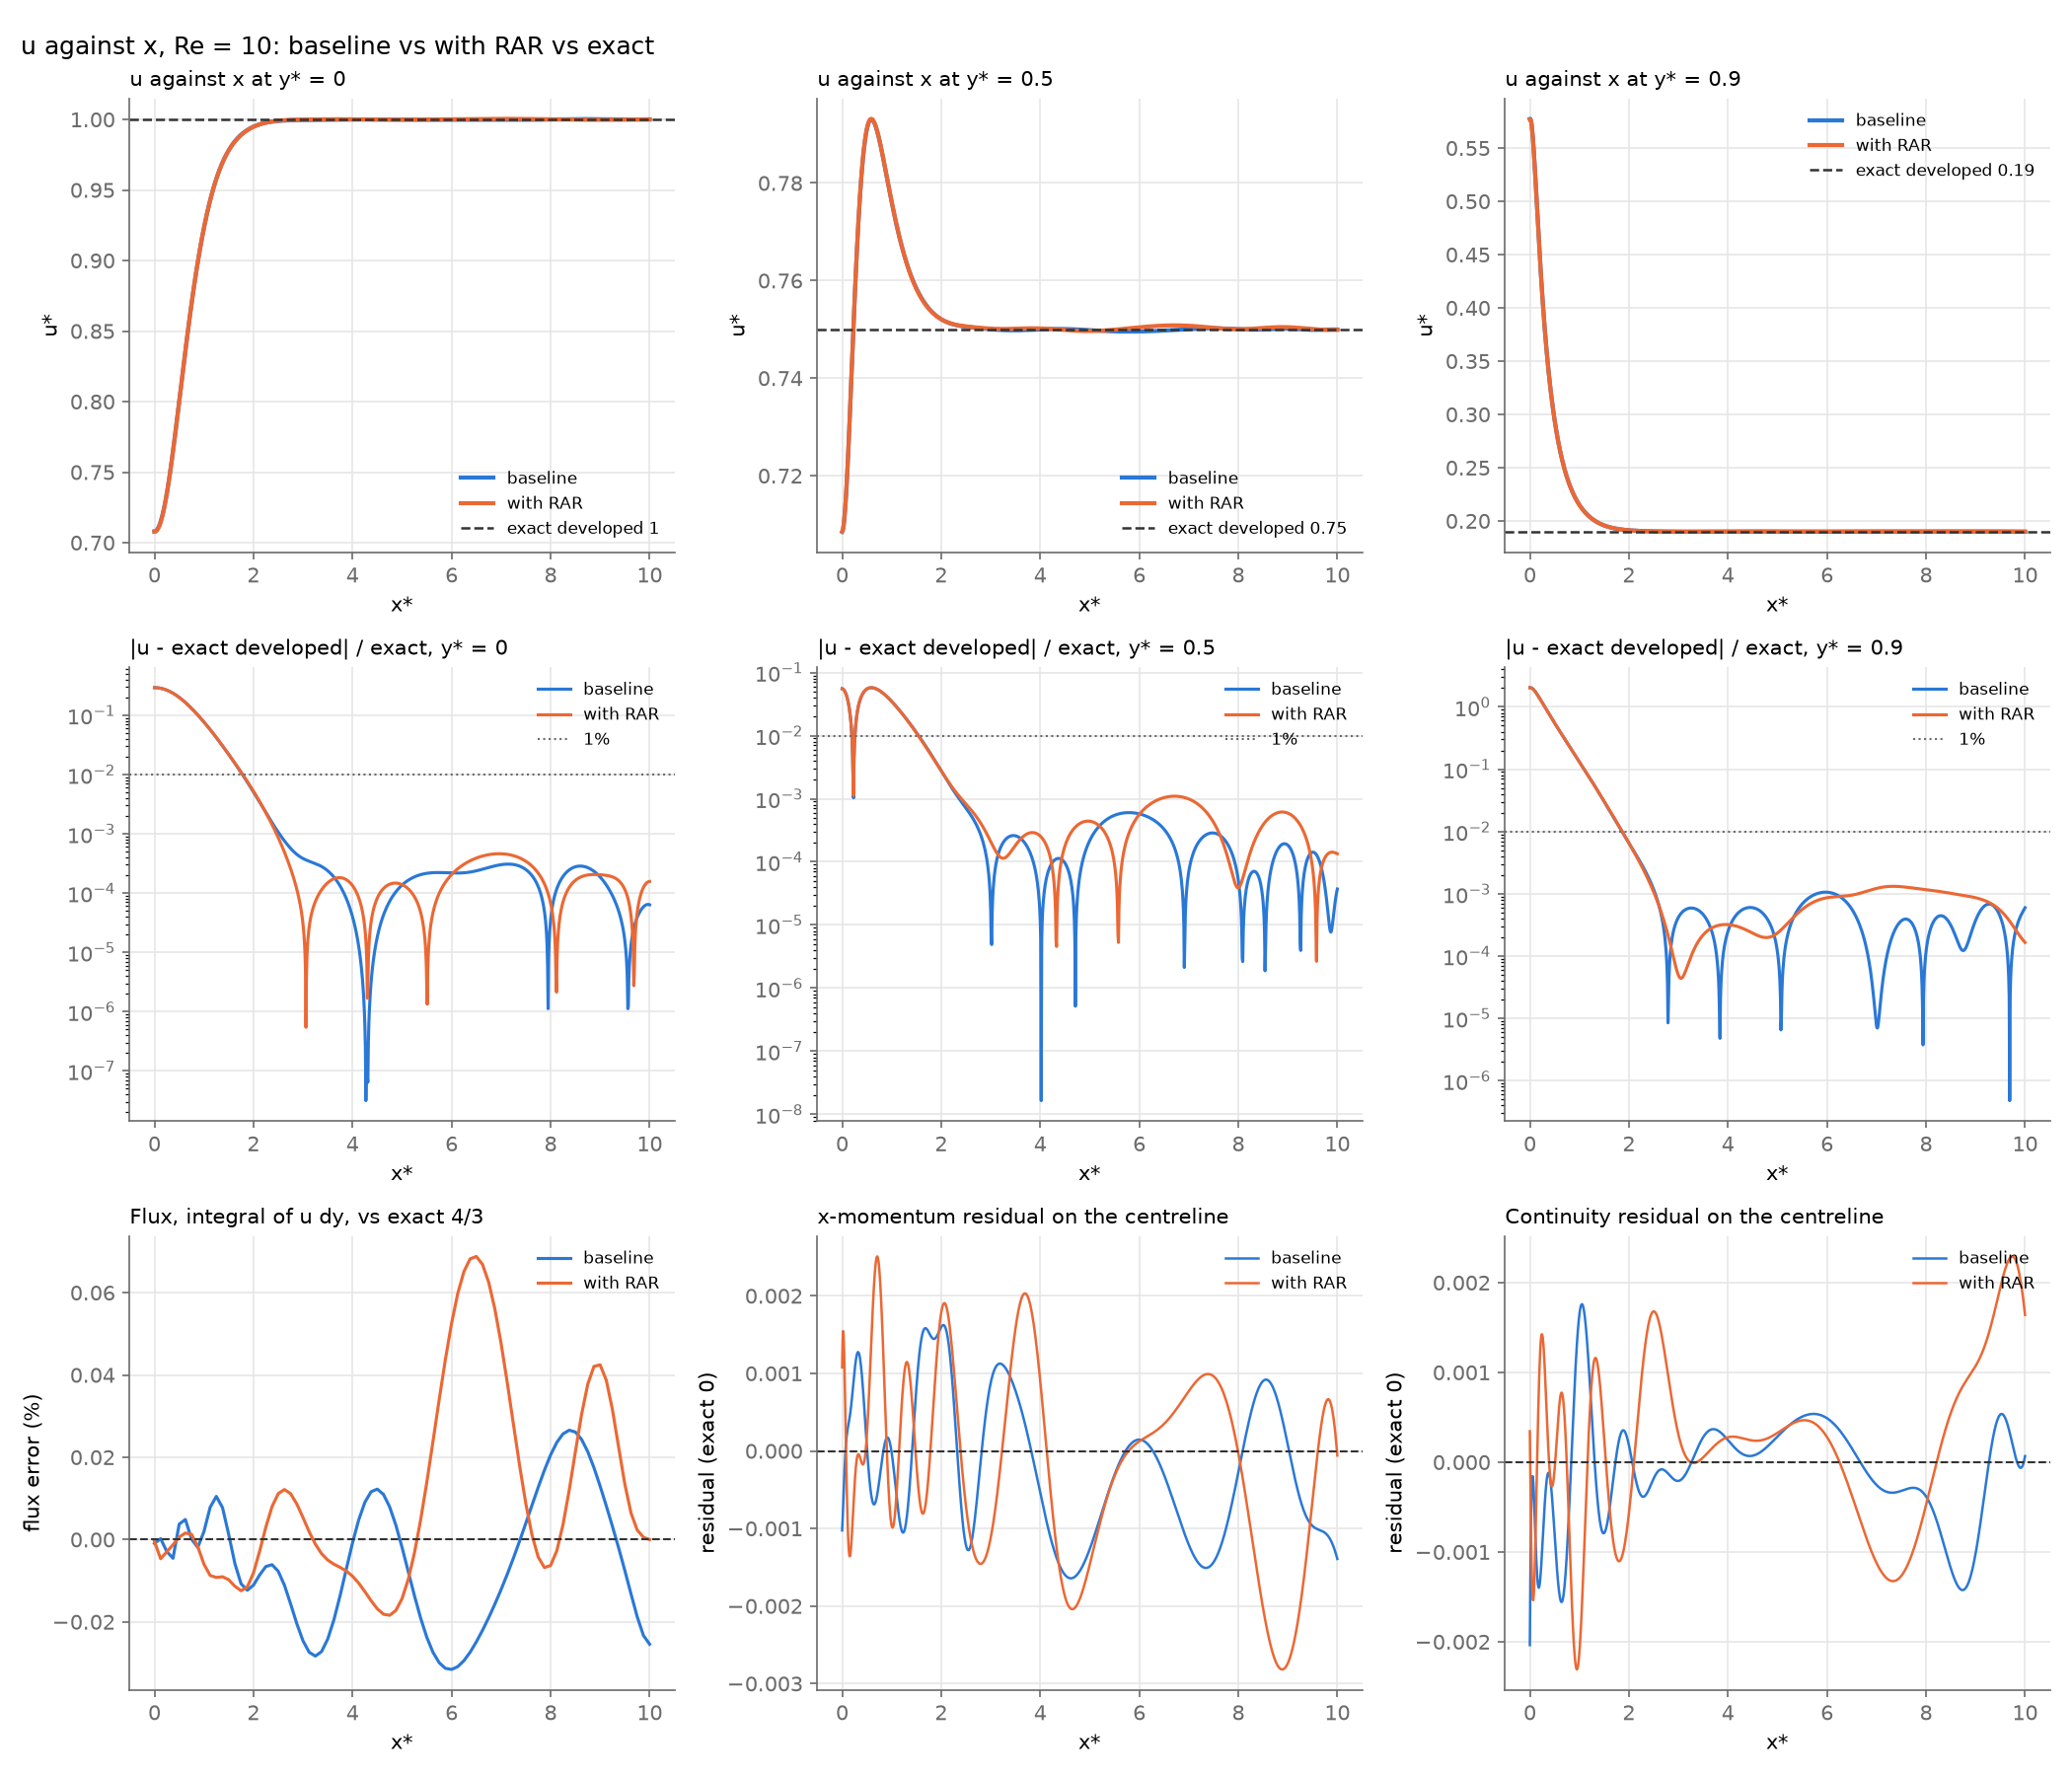 u against x, Re = 10: baseline vs with RAR vs exact
u against x at y* = 0
1.00
0.95
0.90
0.85
0.80
0.75
0.70
u*
baseline
with RAR
exact developed 1
0 2 4 6 8 10
x*
u against x at y* = 0.5
0.78
0.76
0.74
0.72
u*
baseline
with RAR
exact developed 0.75
0 2 4 6 8 10
x*
u against x at y* = 0.9
baseline
with RAR
exact developed 0.19
0.55
0.50
0.45
0.40
0.35
0.30
0.25
0.20
u*
0 2 4 6 8 10
x*
|u - exact developed| / exact, y* = 0
baseline
with RAR
1%
10⁻¹
10⁻²
10⁻³
10⁻⁴
10⁻⁵
10⁻⁶
10⁻⁷
0 2 4 6 8 10
x*
|u - exact developed| / exact, y* = 0.5
baseline
with RAR
1%
10⁻¹
10⁻²
10⁻³
10⁻⁴
10⁻⁵
10⁻⁶
10⁻⁷
10⁻⁸
0 2 4 6 8 10
x*
|u - exact developed| / exact, y* = 0.9
baseline
with RAR
1%
10⁰
10⁻¹
10⁻²
10⁻³
10⁻⁴
10⁻⁵
10⁻⁶
0 2 4 6 8 10
x*
Flux, integral of u dy, vs exact 4/3
baseline
with RAR
0.06
0.04
0.02
0.00
−0.02
flux error (%)
0 2 4 6 8 10
x*
x-momentum residual on the centreline
baseline
with RAR
0.002
0.001
0.000
−0.001
−0.002
−0.003
residual (exact 0)
0 2 4 6 8 10
x*
Continuity residual on the centreline
baseline
with RAR
0.002
0.001
0.000
−0.001
−0.002
residual (exact 0)
0 2 4 6 8 10
x*